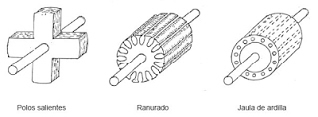 Polos salientes
Ranurado
Jaula de ardilla